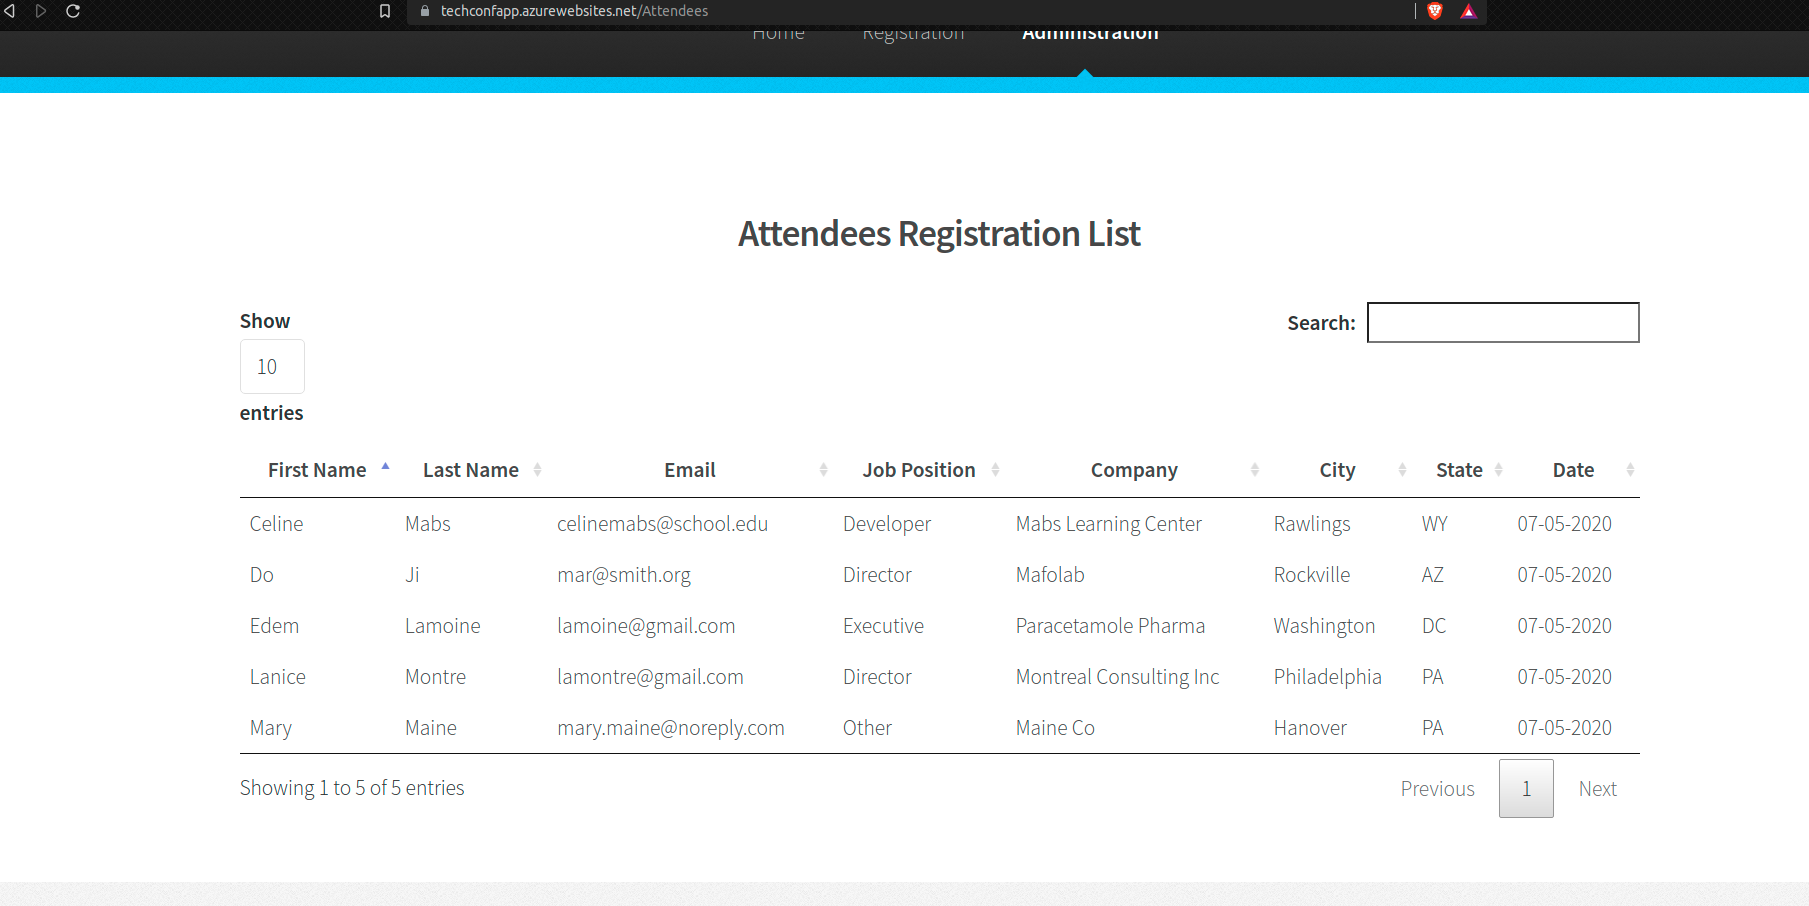 techconfapp.azurewebsites.net/Attendees
Home Registration Administration
Attendees Registration List
Show
10
entries
Search:
First Name Last Name Email Job Position Company City State Date
Celine Mabs celinemabs@school.edu Developer Mabs Learning Center Rawlings WY 07-05-2020
Do Ji mar@smith.org Director Mafolab Rockville AZ 07-05-2020
Edem Lamoine lamoine@gmail.com Executive Paracetamole Pharma Washington DC 07-05-2020
Lanice Montre lamontre@gmail.com Director Montreal Consulting Inc Philadelphia PA 07-05-2020
Mary Maine mary.maine@noreply.com Other Maine Co Hanover PA 07-05-2020
Showing 1 to 5 of 5 entries
Previous 1 Next